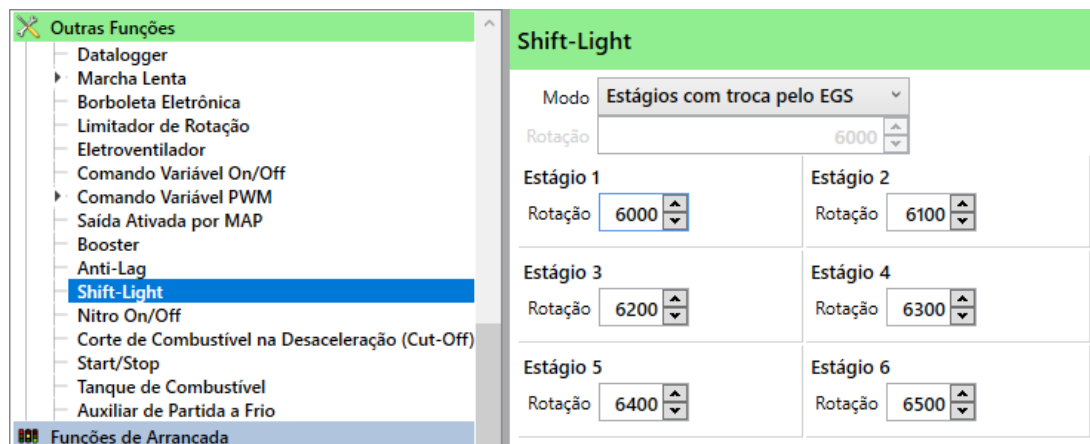 Outras Funções
Datalogger
Marcha Lenta
Borboleta Eletrônica
Limitador de Rotação
Eletroventilador
Comando Variável On/Off
Comando Variável PWM
Saída Ativada por MAP
Booster
Anti-Lag
Shift-Light
Nitro On/Off
Corte de Combustível na Desaceleração (Cut-Off)
Start/Stop
Tanque de Combustível
Auxiliar de Partida a Frio
Funções de Arrancada
Shift-Light
Modo Estágios com troca pelo EGS
Rotação 6000
Estágio 1
Rotação 6000
Estágio 2
Rotação 6100
Estágio 3
Rotação 6200
Estágio 4
Rotação 6300
Estágio 5
Rotação 6400
Estágio 6
Rotação 6500